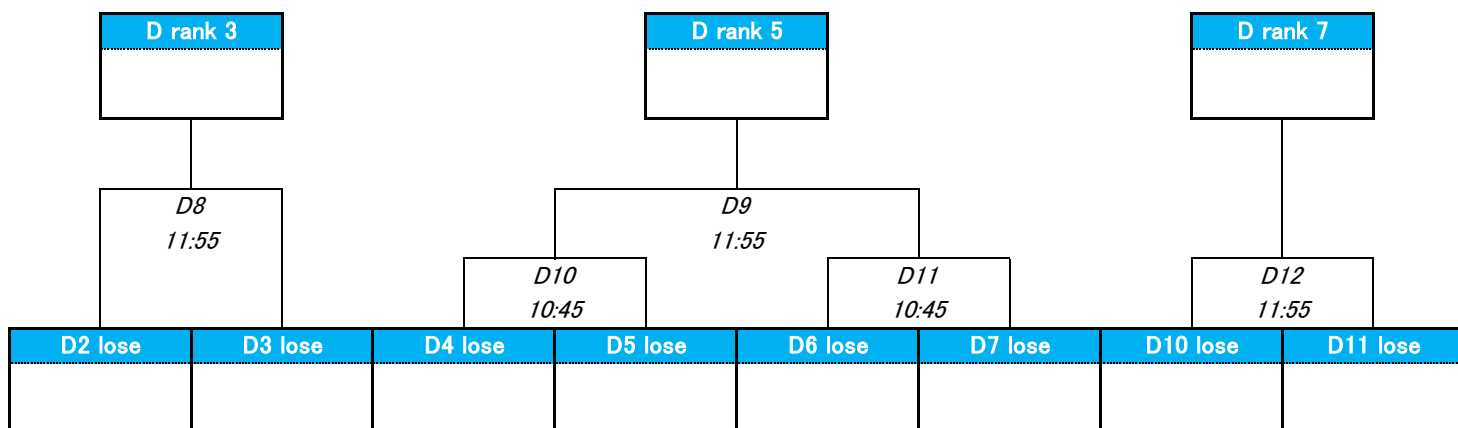 D rank 3
D rank 5
D rank 7
D8
11:55
D9
11:55
D10
10:45
D11
10:45
D12
11:55
D2 lose
D3 lose
D4 lose
D5 lose
D6 lose
D7 lose
D10 lose
D11 lose